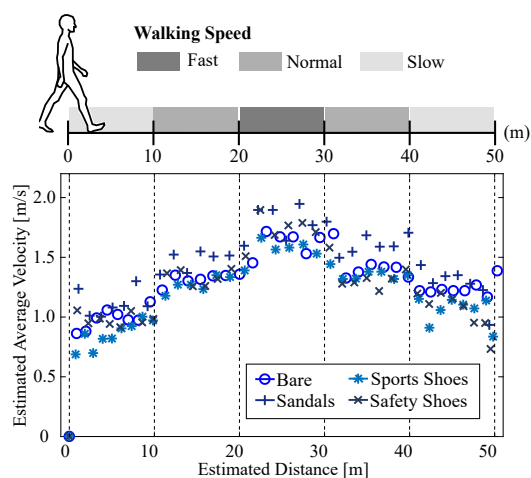 Walking Speed
Fast Normal Slow
0 10 20 30 40 50 (m)
Estimated Average Velocity [m/s]
2.0
1.5
1.0
0.5
0
Bare Sports Shoes
Sandals Safety Shoes
0 10 20 30 40 50
Estimated Distance [m]